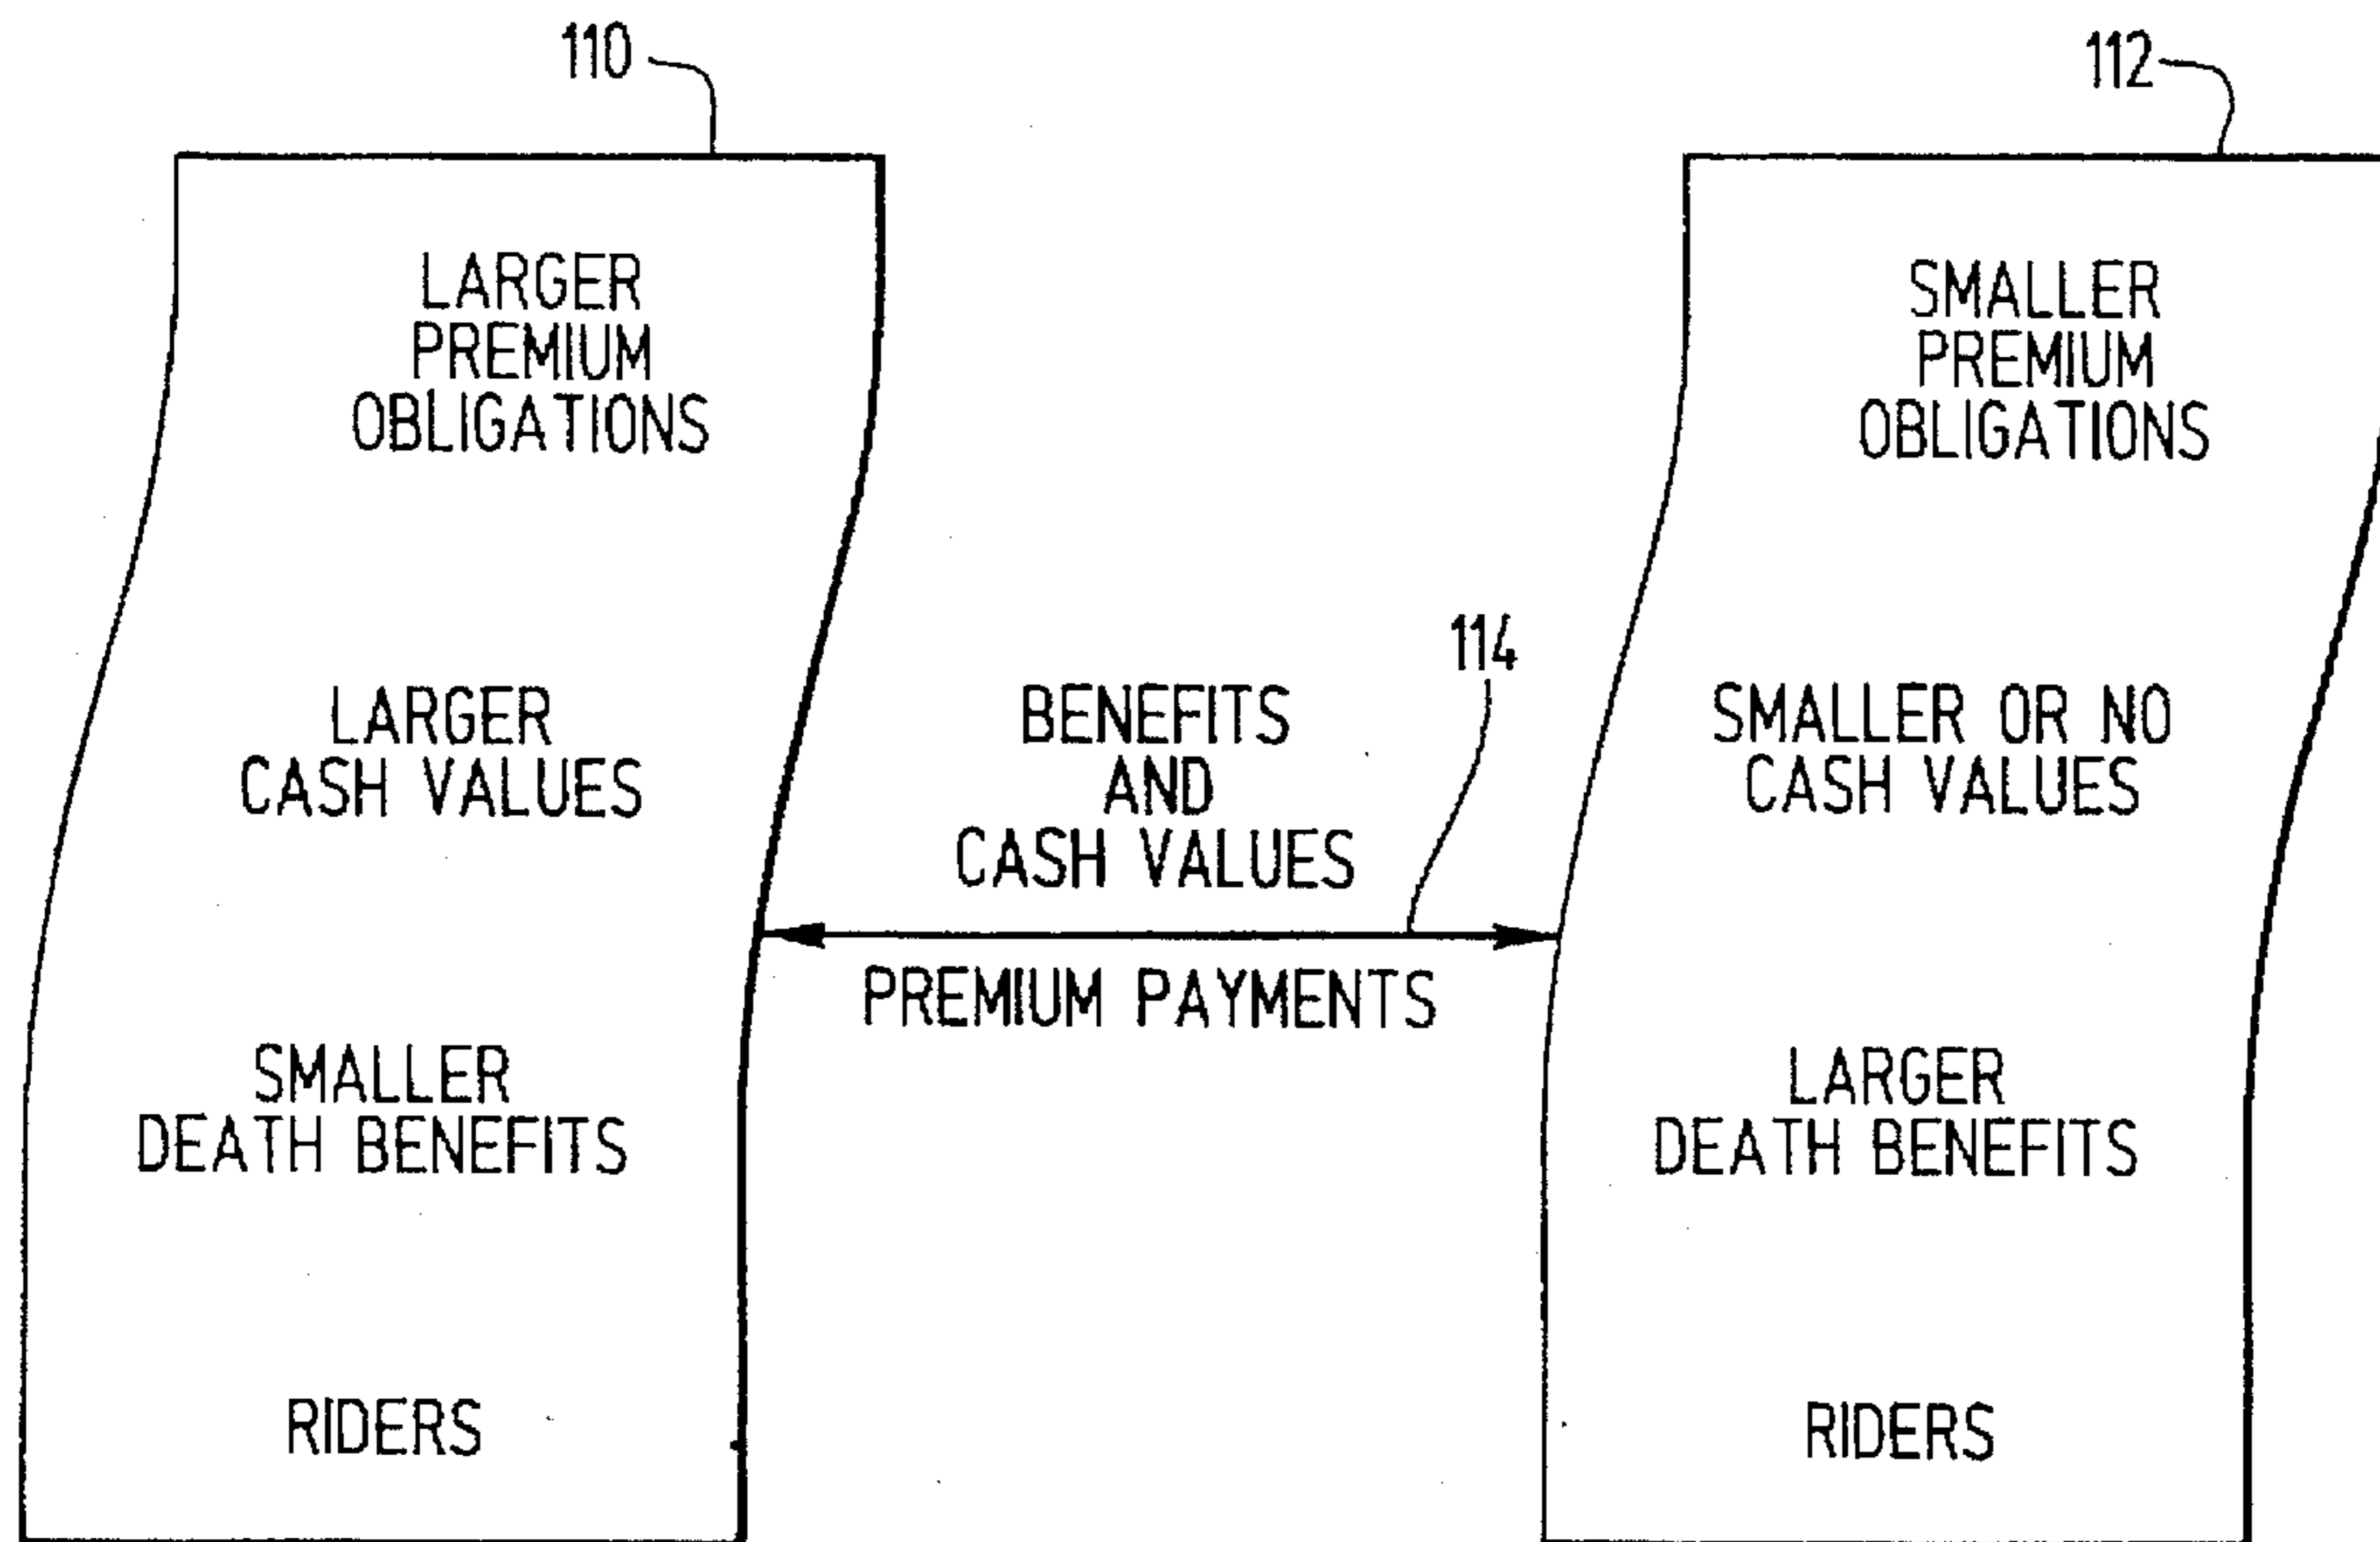 110
LARGER
PREMIUM
OBLIGATIONS
LARGER
CASH VALUES
SMALLER
DEATH BENEFITS
RIDERS
114
BENEFITS
AND
CASH VALUES
PREMIUM PAYMENTS
112
SMALLER
PREMIUM
OBLIGATIONS
SMALLER OR NO
CASH VALUES
LARGER
DEATH BENEFITS
RIDERS